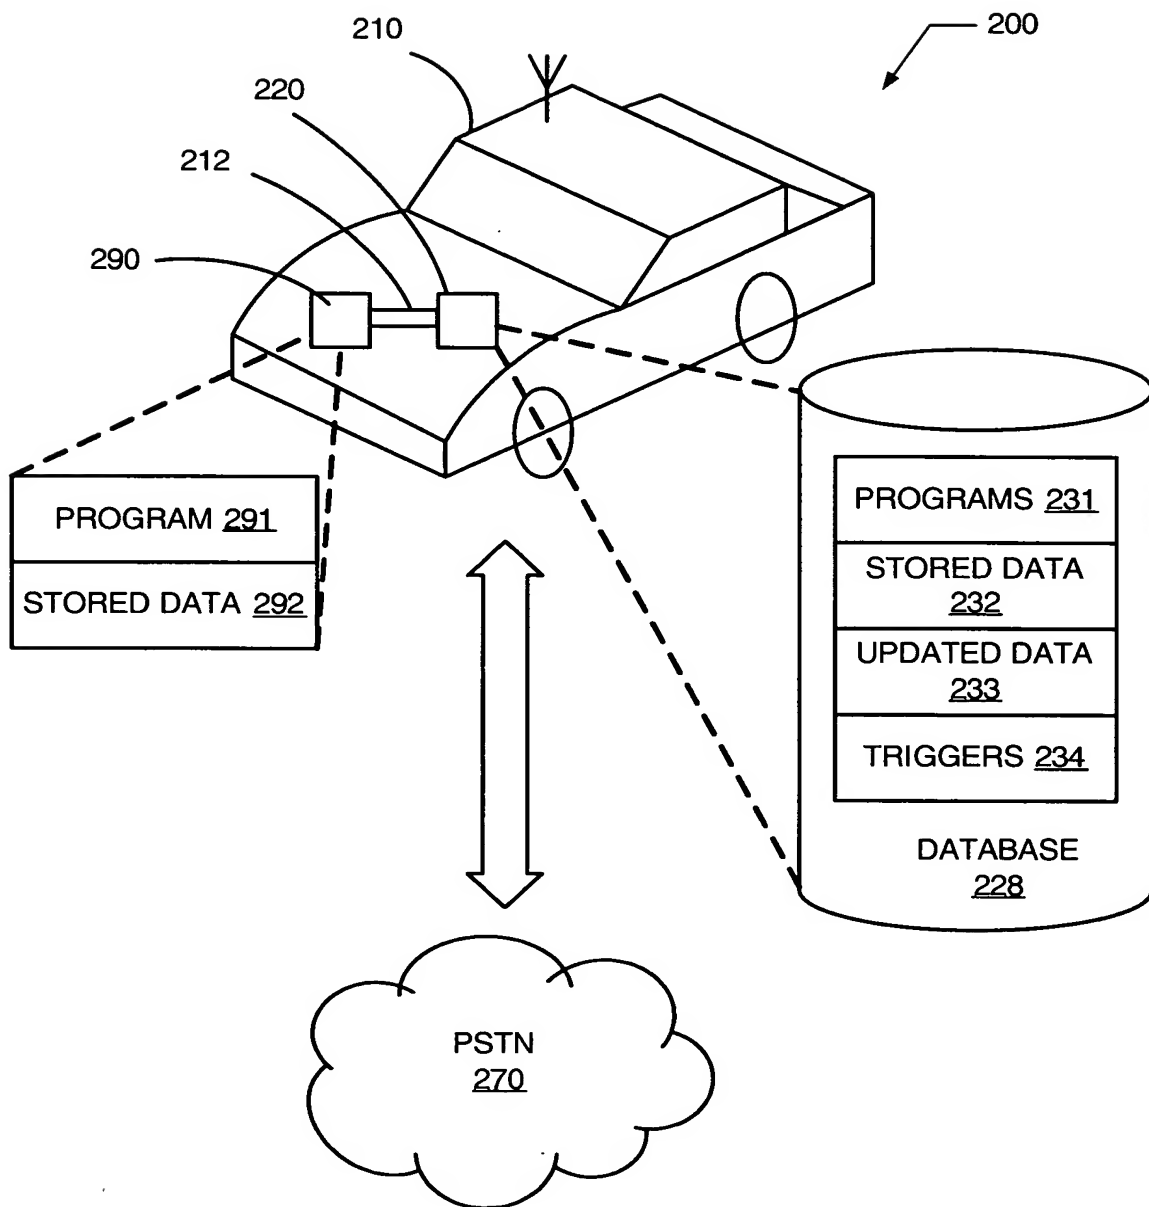 200
210
220
212
290
PROGRAM 291
STORED DATA 292
PROGRAMS 231
STORED DATA
232
UPDATED DATA
233
TRIGGERS 234
DATABASE
228
PSTN
270